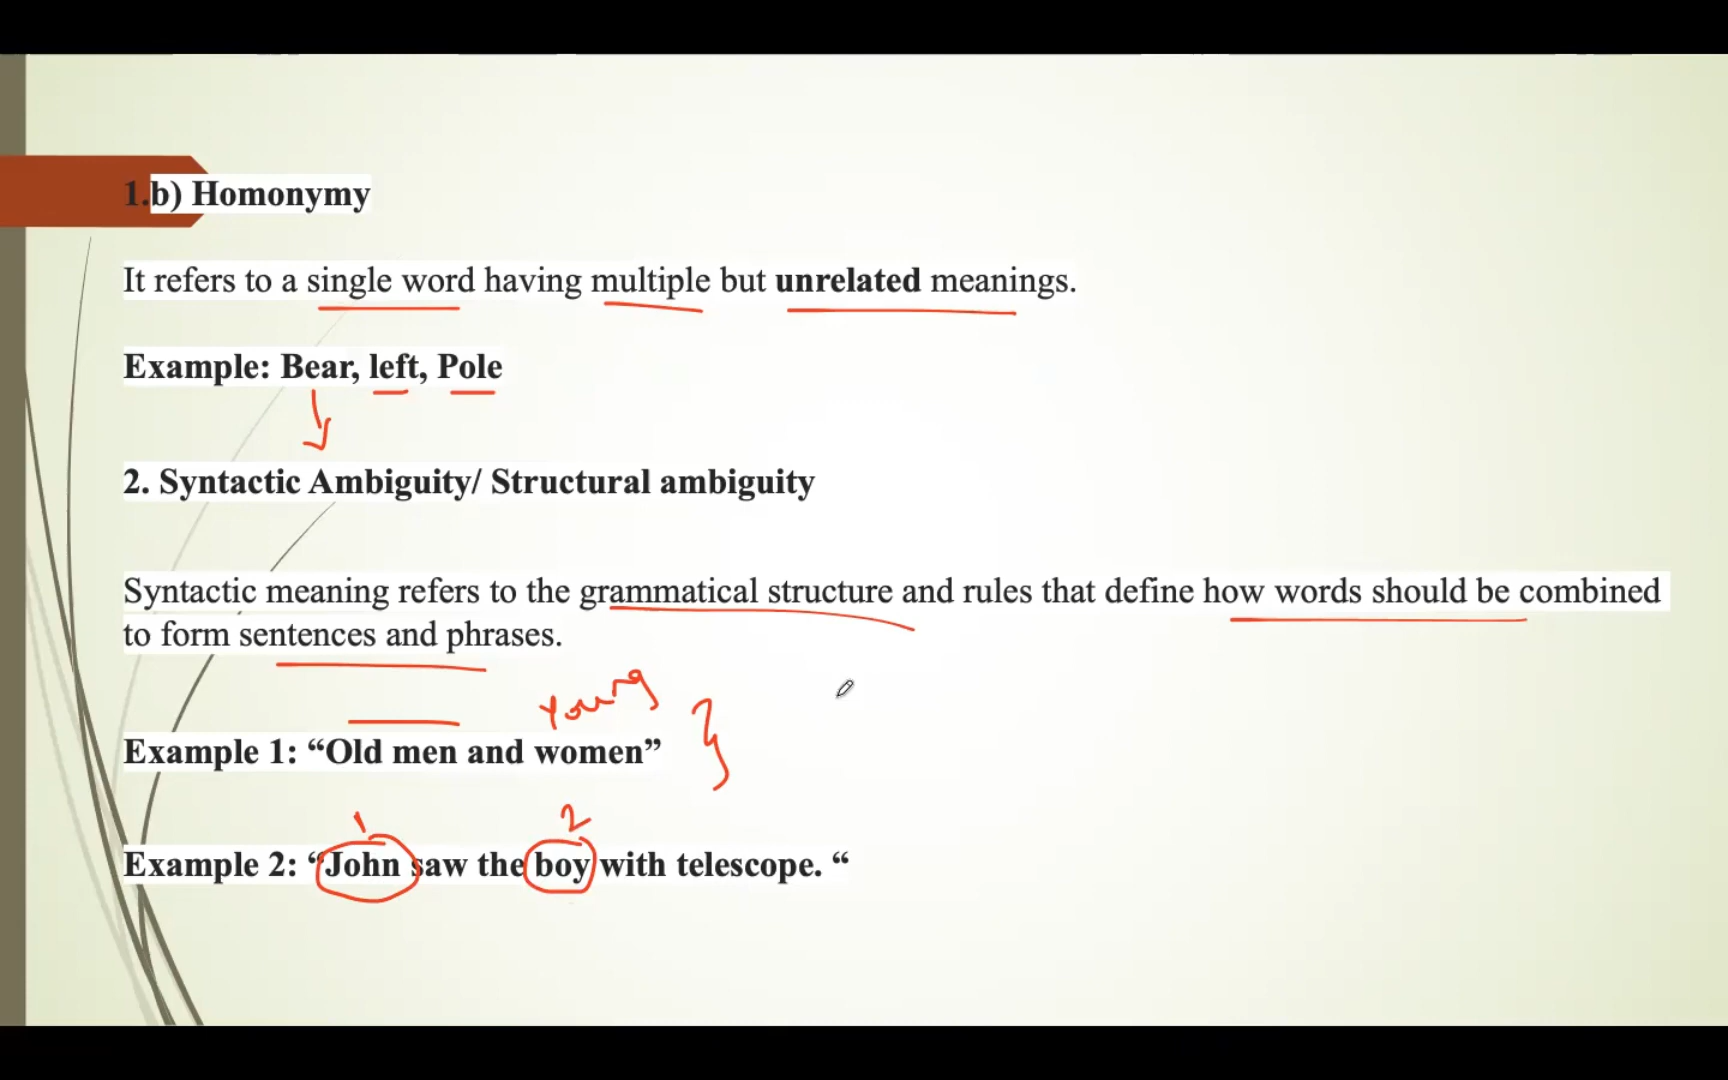 1.b) Homonymy
It refers to a single word having multiple but unrelated meanings.
Example: Bear, left, Pole
2. Syntactic Ambiguity/ Structural ambiguity
Syntactic meaning refers to the grammatical structure and rules that define how words should be combined
to form sentences and phrases.
Young
Example 1: “Old men and women”
1 2
Example 2: “John saw the boy with telescope. “